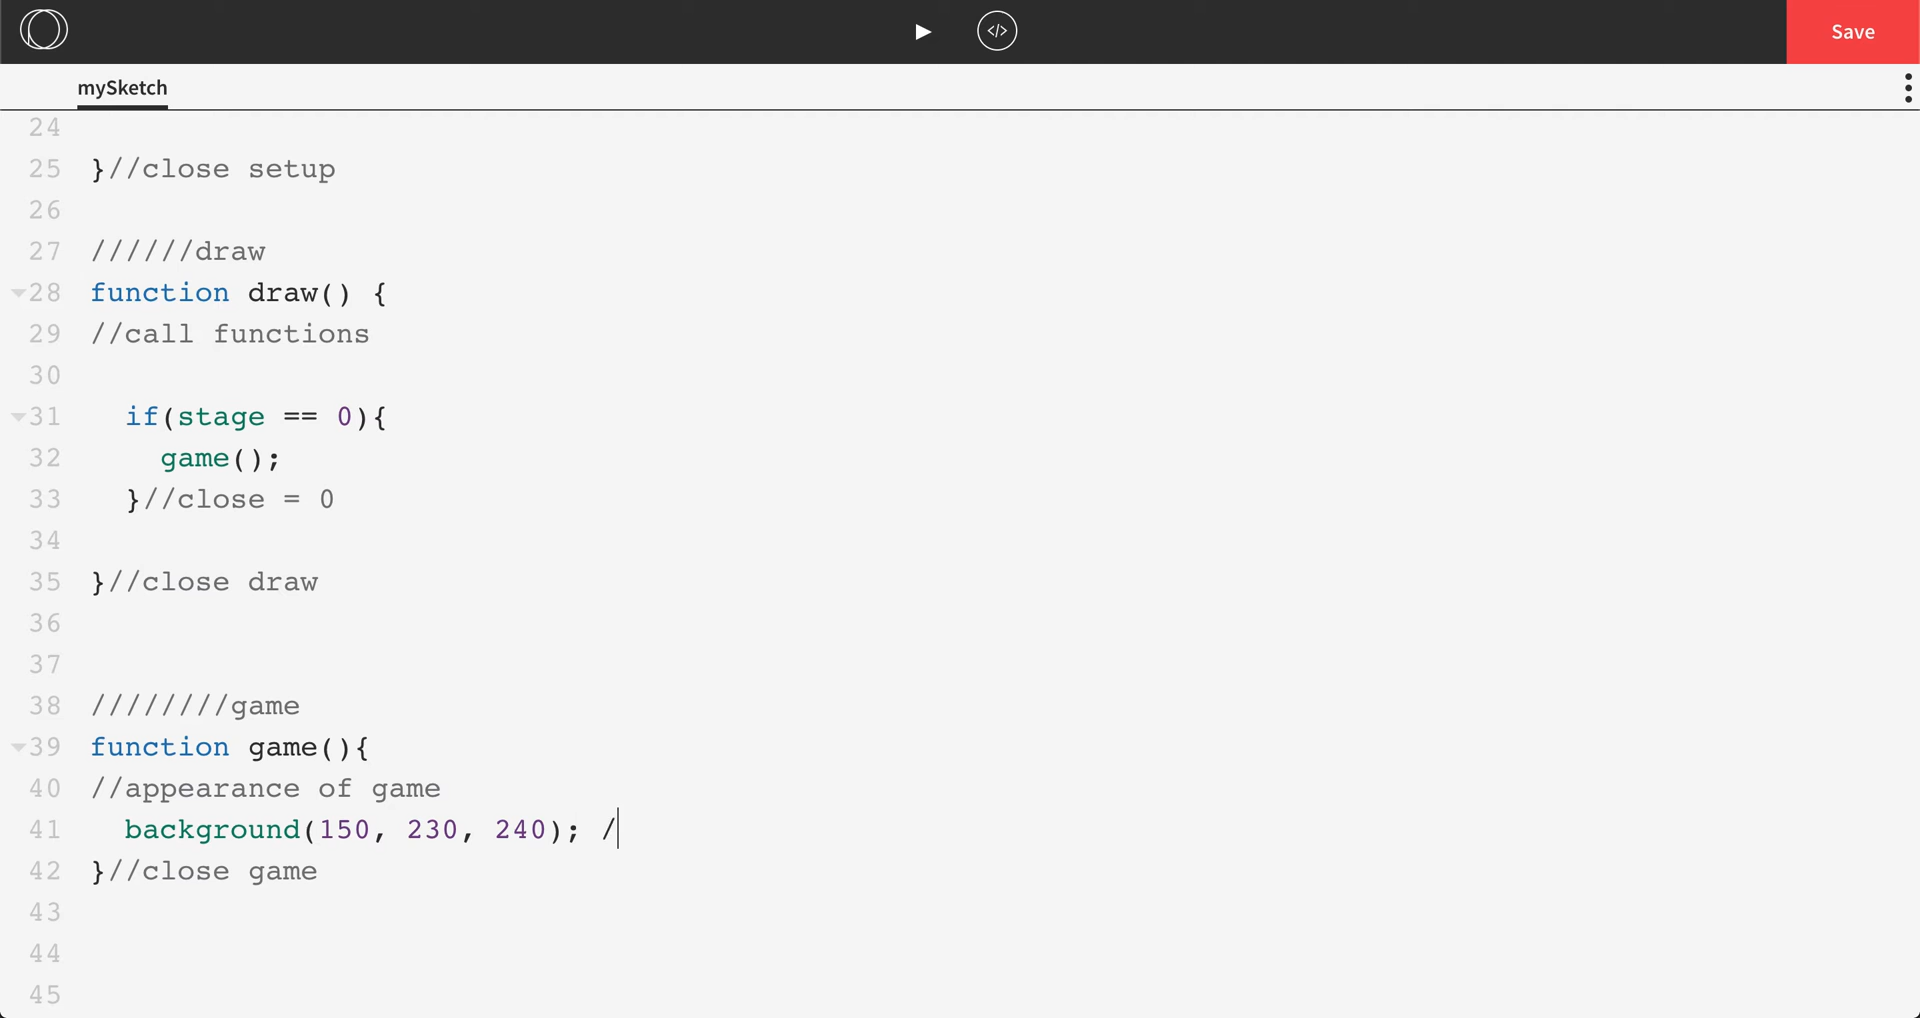 </>
Save
mySketch
24
25 }//close setup
26
27 //////draw
28 function draw() {
29 //call functions
30
31 if(stage == 0){
32 game();
33 }//close = 0
34
35 }//close draw
36
37
38 ////////game
39 function game(){
40 //appearance of game
41 background(150, 230, 240); /
42 }//close game
43
44
45